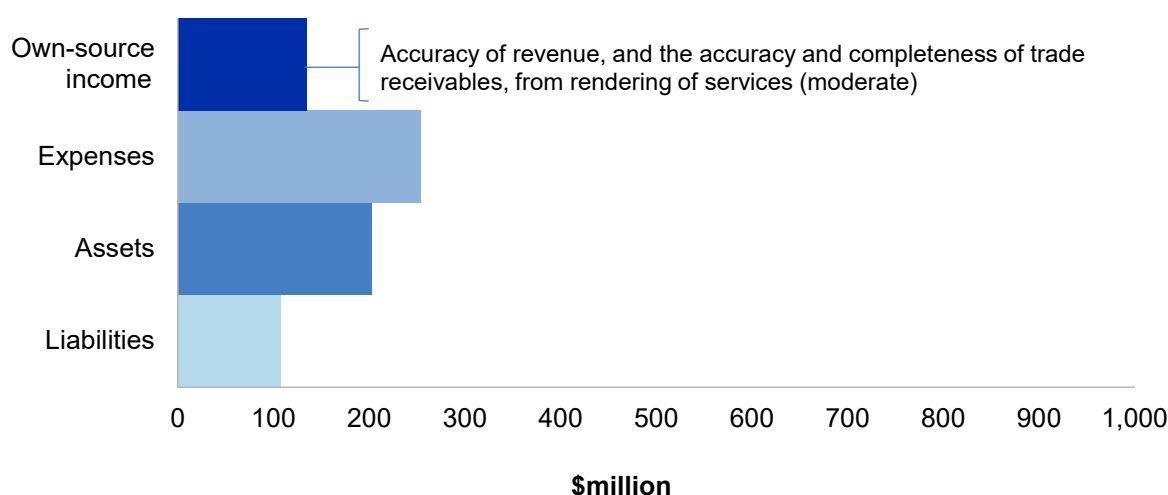 Own-source
income
Accuracy of revenue, and the accuracy and completeness of trade
receivables, from rendering of services (moderate)
Expenses
Assets
Liabilities
0 100 200 300 400 500 600 700 800 900 1,000
$million